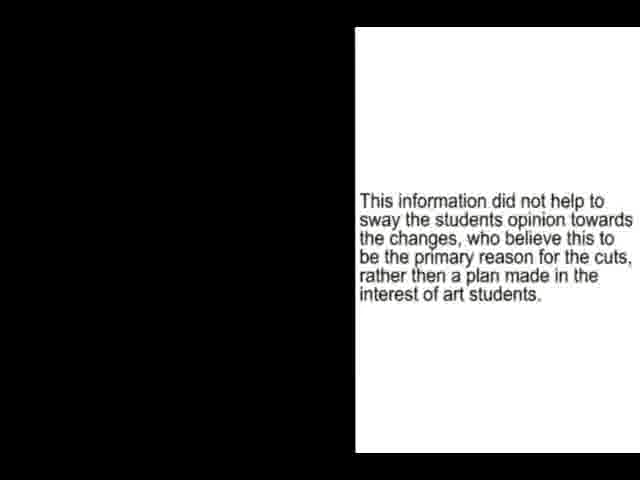 This information did not help to
sway the students opinion towards
the changes, who believe this to
be the primary reason for the cuts,
rather then a plan made in the
interest of art students.